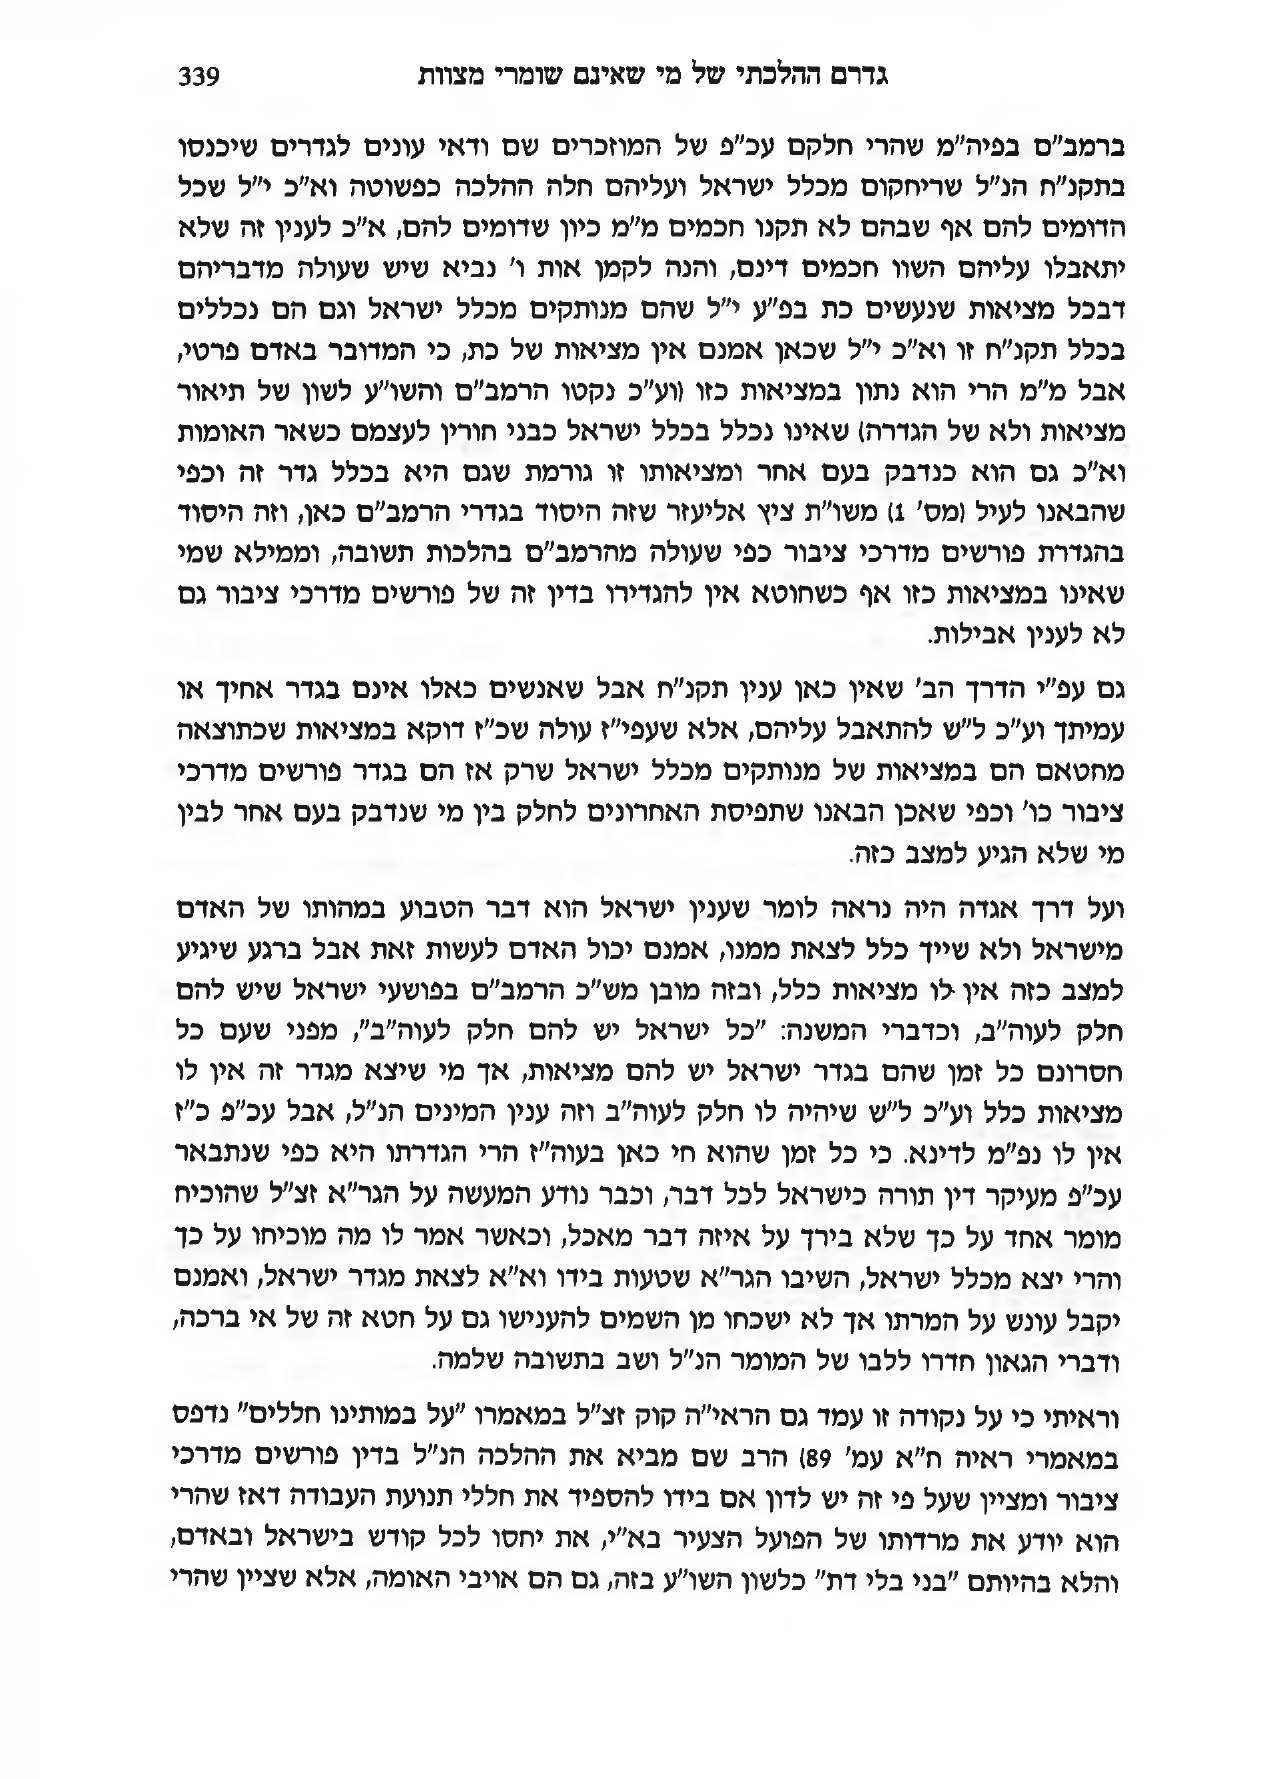 גדרם ההלכתי של מי שאינם שומרי מצוות 339
ברמב"ם בפיה"מ שהרי חלקם עכ"פ של המוזכרים שם ודאי עונים לגדרים שיכנסו
בתקנ"ח הנ"ל שריחקום מכלל ישראל ועליהם חלה ההלכה כפשוטה וא"כ י"ל שכל
הדומים להם אף שבהם לא תקנו חכמים מ"מ כיון שדומים להם, א"כ לענין זה שלא
יתאבלו עליהם השוו חכמים דינם, והנה לקמן אות ו' נביא שיש שעולה מדבריהם
דבכל מציאות שנעשים כת בפ"ע י"ל שהם מנותקים מכלל ישראל וגם הם נכללים
בכלל תקנ"ח זו וא"כ י"ל שכאן אמנם אין מציאות של כת, כי המדובר באדם פרטי,
אבל מ"מ הרי הוא נתון במציאות כזו (וע"כ נקטו הרמב"ם והשו"ע לשון של תיאור
מציאות ולא של הגדרה) שאינו נכלל בכלל ישראל כבני חורין לעצמם כשאר האומות
וא"כ גם הוא כנדבק בעם אחר ומציאותו זו גורמת שגם היא בכלל גדר זה וכפי
שהבאנו לעיל (מס' 1) משו"ת ציץ אליעזר שזה היסוד בגדרי הרמב"ם כאן, וזה היסוד
בהגדרת פורשים מדרכי ציבור כפי שעולה מהרמב"ם בהלכות תשובה, וממילא שמי
שאינו במציאות כזו אף כשחוטא אין להגדירו בדין זה של פורשים מדרכי ציבור גם
לא לענין אבילות.
גם עפ"י הדרך הב' שאין כאן ענין תקנ"ח אבל שאנשים כאלו אינם בגדר אחיך או
עמיתך וע"כ ל"ש להתאבל עליהם, אלא שעפי"ז עולה שכ"ז דוקא במציאות שכתוצאה
מחטאם הם במציאות של מנותקים מכלל ישראל שרק אז הם בגדר פורשים מדרכי
ציבור כו' וכפי שאכן הבאנו שתפיסת האחרונים לחלק בין מי שנדבק בעם אחר לבין
מי שלא הגיע למצב כזה.
ועל דרך אגדה היה נראה לומר שענין ישראל הוא דבר הטבוע במהותו של האדם
מישראל ולא שייך כלל לצאת ממנו, אמנם יכול האדם לעשות זאת אבל ברגע שיגיע
למצב כזה אין לו מציאות כלל, ובזה מובן מש"כ הרמב"ם בפושעי ישראל שיש להם
חלק לעוה"ב, וכדברי המשנה: "כל ישראל יש להם חלק לעוה"ב", מפני שעם כל
חסרונם כל זמן שהם בגדר ישראל יש להם מציאות, אך מי שיצא מגדר זה אין לו
מציאות כלל וע"כ ל"ש שיהיה לו חלק לעוה"ב וזה ענין המינים הנ"ל, אבל עכ"פ כ"ז
אין לו נפ"מ לדינא. כי כל זמן שהוא חי כאן בעוה"ז הרי הגדרתו היא כפי שנתבאר
עכ"פ מעיקר דין תורה כישראל לכל דבר, וכבר נודע המעשה על הגר"א זצ"ל שהוכיח
מומר אחד על כך שלא בירך על איזה דבר מאכל, וכאשר אמר לו מה מוכיחו על כך
והרי יצא מכלל ישראל, השיבו הגר"א שטעות בידו וא"א לצאת מגדר ישראל, ואמנם
יקבל עונש על המרתו אך לא ישכחו מן השמים להענישו גם על חטא זה של אי ברכה,
ודברי הגאון חדרו ללבו של המומר הנ"ל ושב בתשובה שלמה.
וראיתי כי על נקודה זו עמד גם הראי"ה קוק זצ"ל במאמרו "על במותינו חללים" נדפס
במאמרי ראיה ח"א עמ' 89) הרב שם מביא את ההלכה הנ"ל בדין פורשים מדרכי
ציבור ומציין שעל פי זה יש לדון אם בידו להספיד את חללי תנועת העבודה דאז שהרי
הוא יודע את מרדותו של הפועל הצעיר בא"י, את יחסו לכל קודש בישראל ובאדם,
והלא בהיותם "בני בלי דת" כלשון השו"ע בזה, גם הם אויבי האומה, אלא שציין שהרי